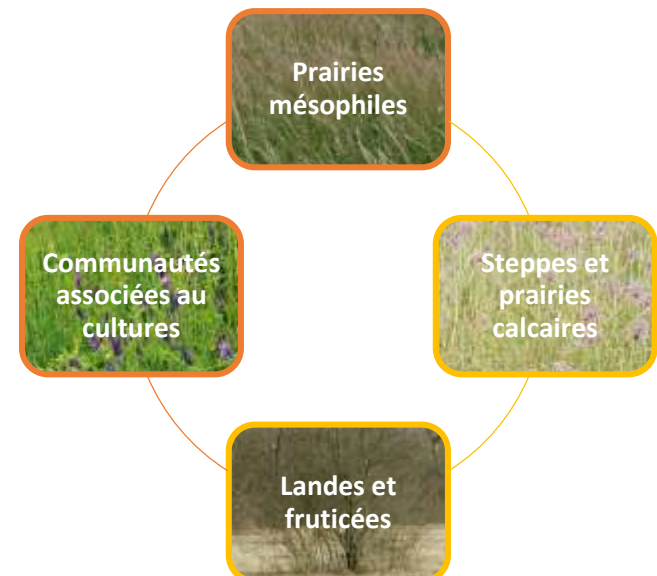 Prairies
mésophiles
Communautés
associées au
cultures
Steppes et
prairies
calcaires
Landes et
fruticées